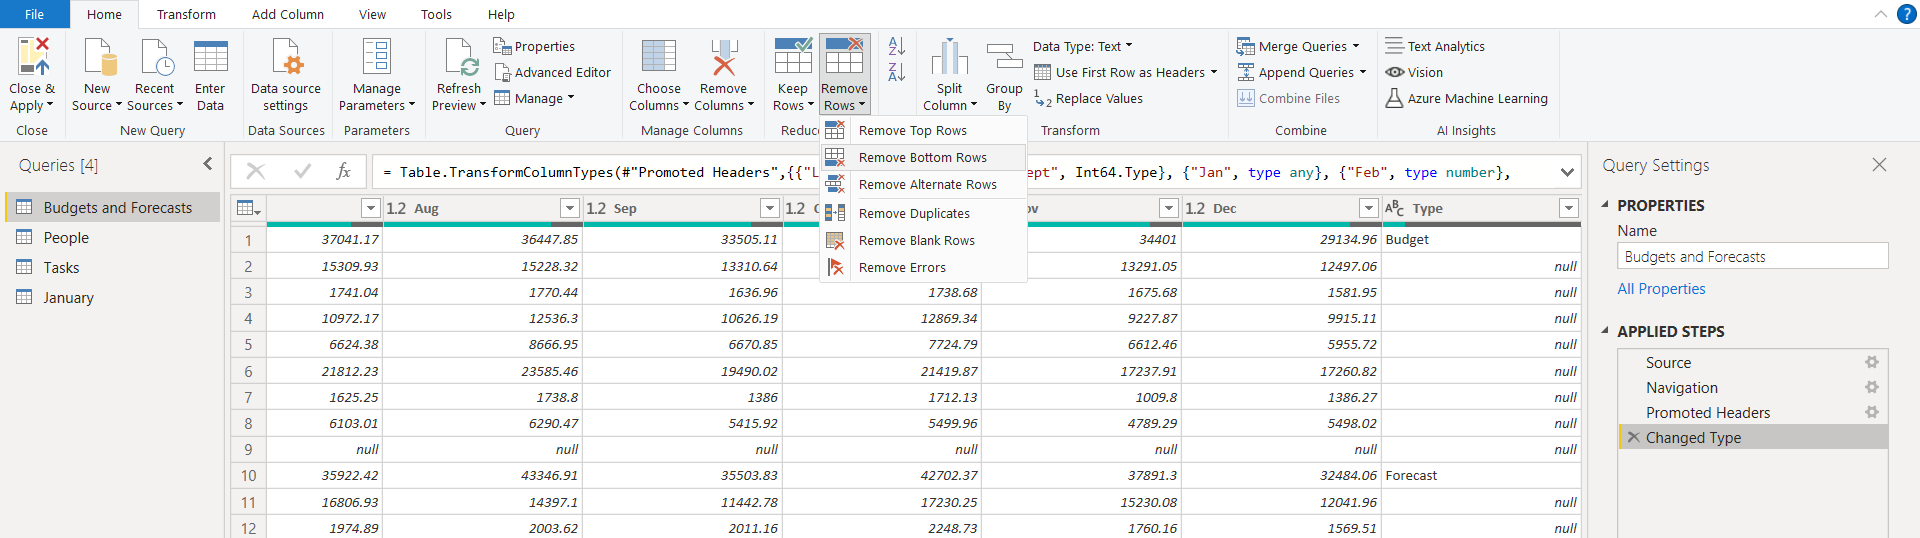 File Home Transform Add Column View Tools Help
Close & Apply
Close
New Source
Recent Sources
Enter Data
New Query
Data source settings
Data Sources
Manage Parameters
Parameters
Refresh Preview
Properties
Advanced Editor
Manage
Query
Choose Columns
Remove Columns
Manage Columns
Keep Rows
Remove Rows
Reduc
A
Z
Z
A
Split Column
Group By
Data Type: Text
Use First Row as Headers
1
2 Replace Values
Transform
Merge Queries
Append Queries
Combine Files
Combine
Text Analytics
Vision
Azure Machine Learning
AI Insights
Remove Top Rows
Remove Bottom Rows
Remove Alternate Rows
Remove Duplicates
Remove Blank Rows
Remove Errors
Queries [4]
Budgets and Forecasts
People
Tasks
January
fx = Table.TransformColumnTypes(#"Promoted Headers",{{"L ept", Int64.Type}, {"Jan", type any}, {"Feb", type number},
1.2 Aug 1.2 Sep 1.2 ov 1.2 Dec ABC Type
1 37041.17 36447.85 33505.11 34401 29134.96 Budget
2 15309.93 15228.32 13310.64 13291.05 12497.06 null
3 1741.04 1770.44 1636.96 1738.68 1675.68 1581.95 null
4 10972.17 12536.3 10626.19 12869.34 9227.87 9915.11 null
5 6624.38 8666.95 6670.85 7724.79 6612.46 5955.72 null
6 21812.23 23585.46 19490.02 21419.87 17237.91 17260.82 null
7 1625.25 1738.8 1386 1712.13 1009.8 1386.27 null
8 6103.01 6290.47 5415.92 5499.96 4789.29 5498.02 null
9 null null null null null null null
10 35922.42 43346.91 35503.83 42702.37 37891.3 32484.06 Forecast
11 16806.93 14397.1 11442.78 17230.25 15230.08 12041.96 null
12 1974.89 2003.62 2011.16 2248.73 1760.16 1569.51 null
Query Settings
PROPERTIES
Name
Budgets and Forecasts
All Properties
APPLIED STEPS
Source
Navigation
Promoted Headers
Changed Type